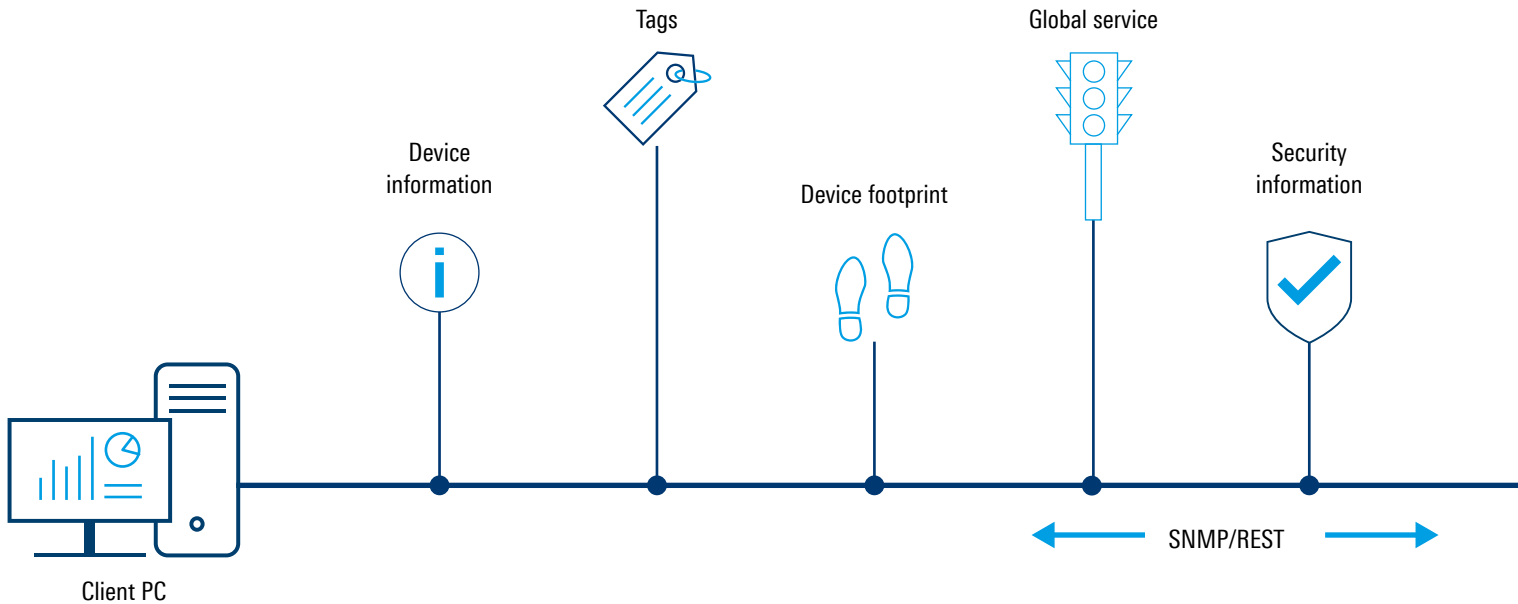 Tags
Global service
Device
information
Security
information
Device footprint
SNMP/REST
Client PC